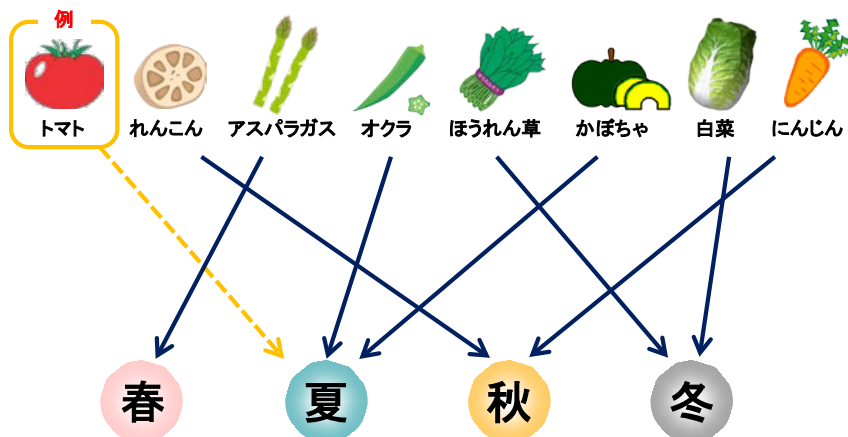 例
トマト れんこん アスパラガス オクラ ほうれん草 かぼちゃ 白菜 にんじん
春 夏 秋 冬